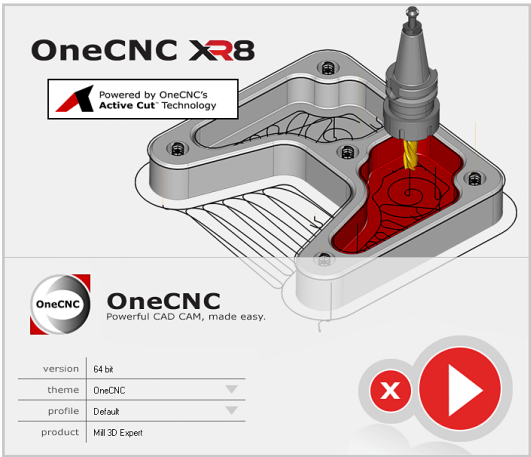 OneCNC XR8
Powered by OneCNC's
Active Cut™ Technology
OneCNC
OneCNC
Powerful CAD CAM, made easy.
version 64 bit
theme OneCNC
profile Default
product Mill 3D Expert
X